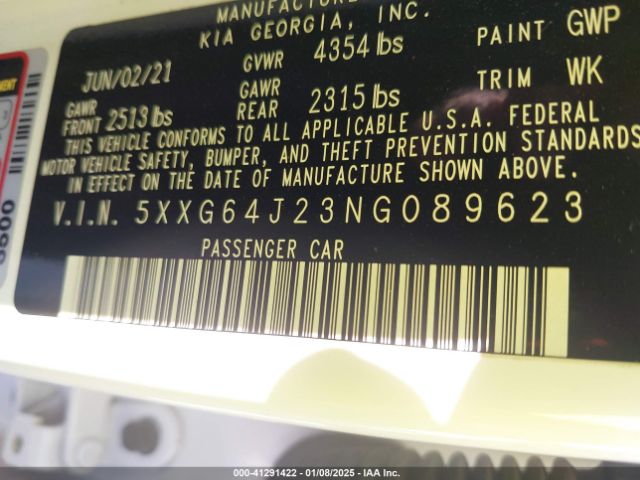 MANUFACTURE
KIA GEORGIA, INC.
JUN/02/21 GVWR 4354 lbs PAINT GWP
GAWR FRONT 2513 lbs GAWR REAR 2315 lbs TRIM WK
THIS VEHICLE CONFORMS TO ALL APPLICABLE U.S.A. FEDERAL
MOTOR VEHICLE SAFETY, BUMPER, AND THEFT PREVENTION STANDARDS
IN EFFECT ON THE DATE OF MANUFACTURE SHOWN ABOVE.
V.I.N. 5XXG64J23NG089623
PASSENGER CAR
000-41291422 - 01/08/2025 - IAA Inc.